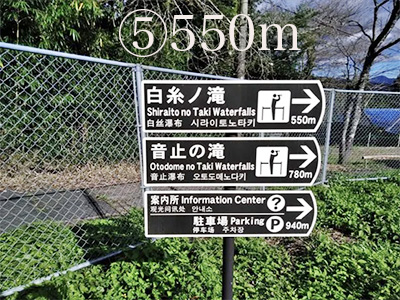 ⑤550m
白糸ノ滝
Shiraito no Taki Waterfalls
白丝瀑布 시라이토노타키
550m
音止の滝
Otodome no Taki Waterfalls
音止瀑布 오토도메노다키
780m
案内所 Information Center ?
观光问讯处 안내소
駐車場 Parking P
停车场 주차장
940m